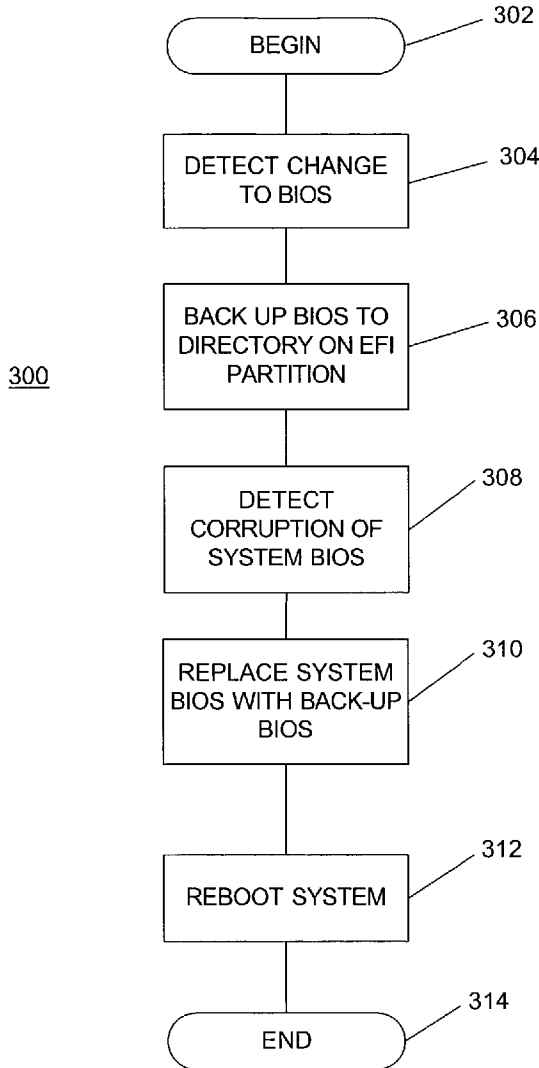 302
BEGIN
304
DETECT CHANGE
TO BIOS
306
BACK UP BIOS TO
DIRECTORY ON EFI
PARTITION
300
308
DETECT
CORRUPTION OF
SYSTEM BIOS
310
REPLACE SYSTEM
BIOS WITH BACK-UP
BIOS
312
REBOOT SYSTEM
314
END